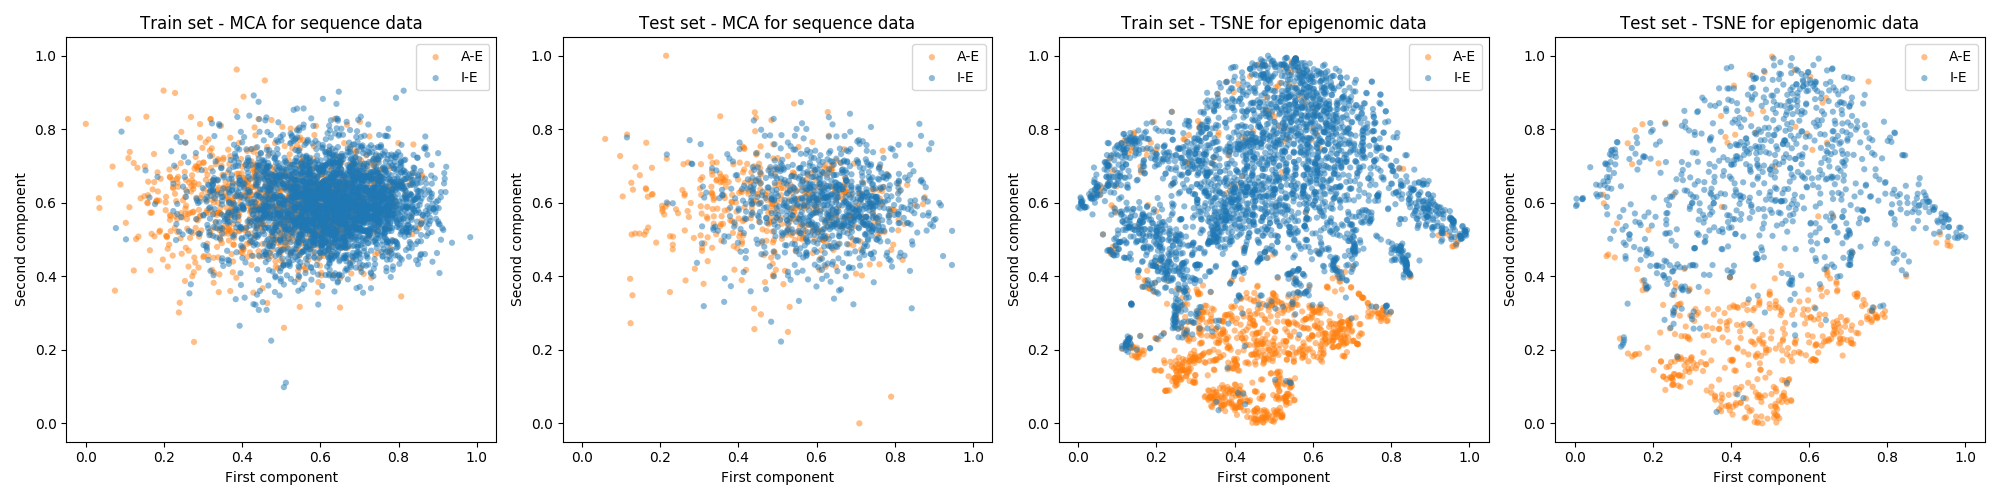 Train set - MCA for sequence data
Second component
1.0
0.8
0.6
0.4
0.2
0.0
A-E
I-E
0.0 0.2 0.4 0.6 0.8 1.0
First component
Test set - MCA for sequence data
Second component
1.0
0.8
0.6
0.4
0.2
0.0
A-E
I-E
0.0 0.2 0.4 0.6 0.8 1.0
First component
Train set - TSNE for epigenomic data
Second component
1.0
0.8
0.6
0.4
0.2
0.0
A-E
I-E
0.0 0.2 0.4 0.6 0.8 1.0
First component
Test set - TSNE for epigenomic data
Second component
1.0
0.8
0.6
0.4
0.2
0.0
A-E
I-E
0.0 0.2 0.4 0.6 0.8 1.0
First component